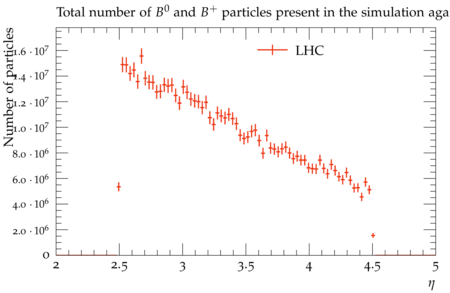 Total number of B⁰ and B⁺ particles present in the simulation aga
Number of particles
1.6 · 10⁷
1.4 · 10⁷
1.2 · 10⁷
1.0 · 10⁷
8.0 · 10⁶
6.0 · 10⁶
4.0 · 10⁶
2.0 · 10⁶
0
LHC
2 2.5 3 3.5 4 4.5 5
η